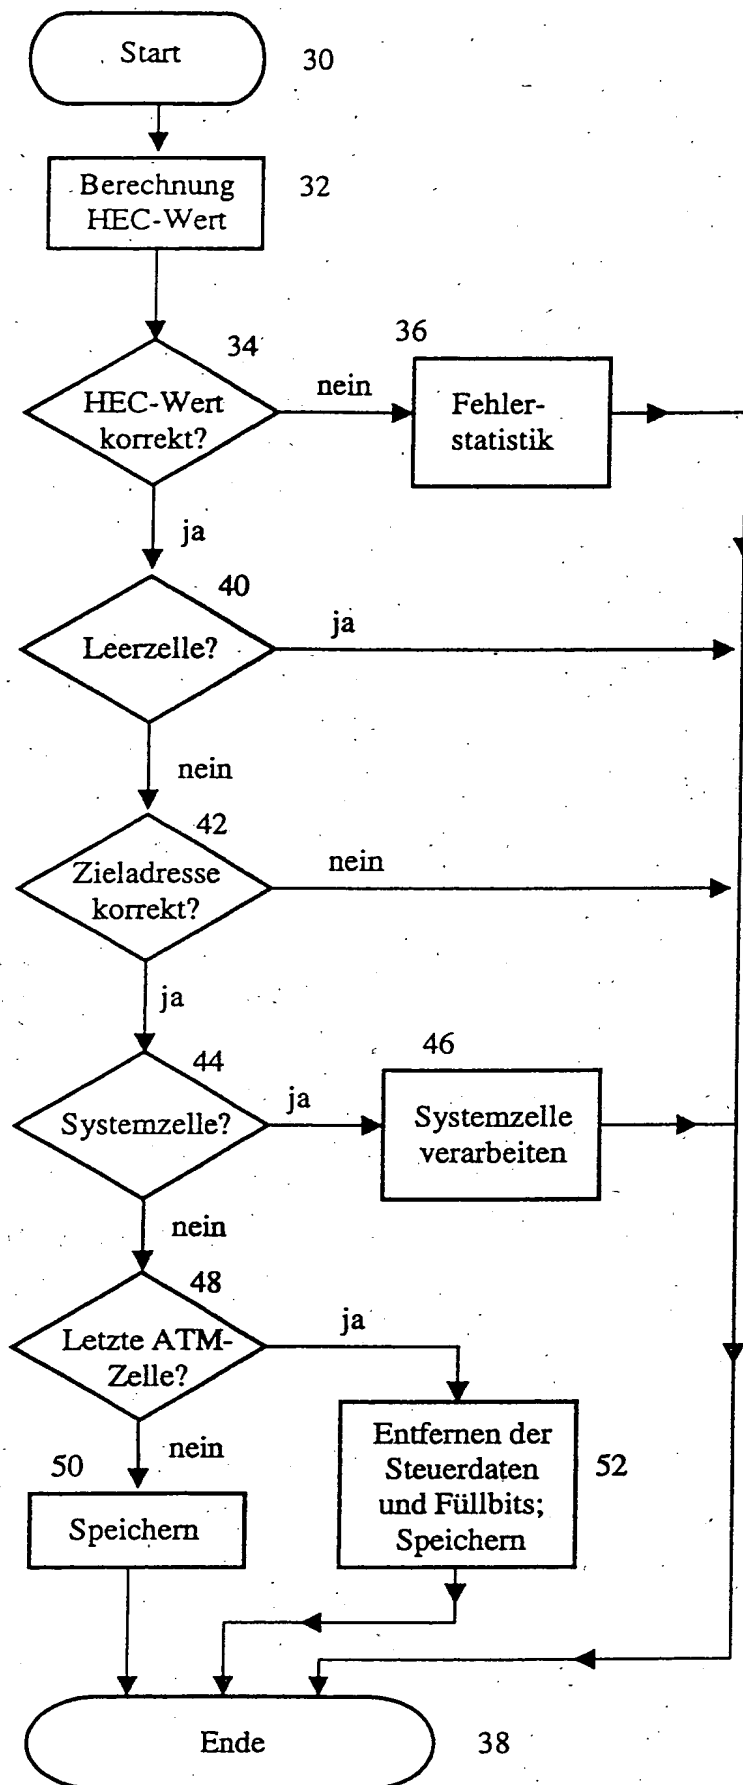 Start
30
Berechnung
HEC-Wert
32
34
36
HEC-Wert
korrekt?
nein
Fehler-
statistik
ja
40
Leerzelle?
ja
nein
42
Zieladresse
korrekt?
nein
ja
44
46
Systemzelle?
ja
Systemzelle
verarbeiten
nein
48
Letzte ATM-
Zelle?
ja
nein
50
Speichern
Entfernen der
Steuerdaten
und Füllbits;
Speichern
52
Ende
38